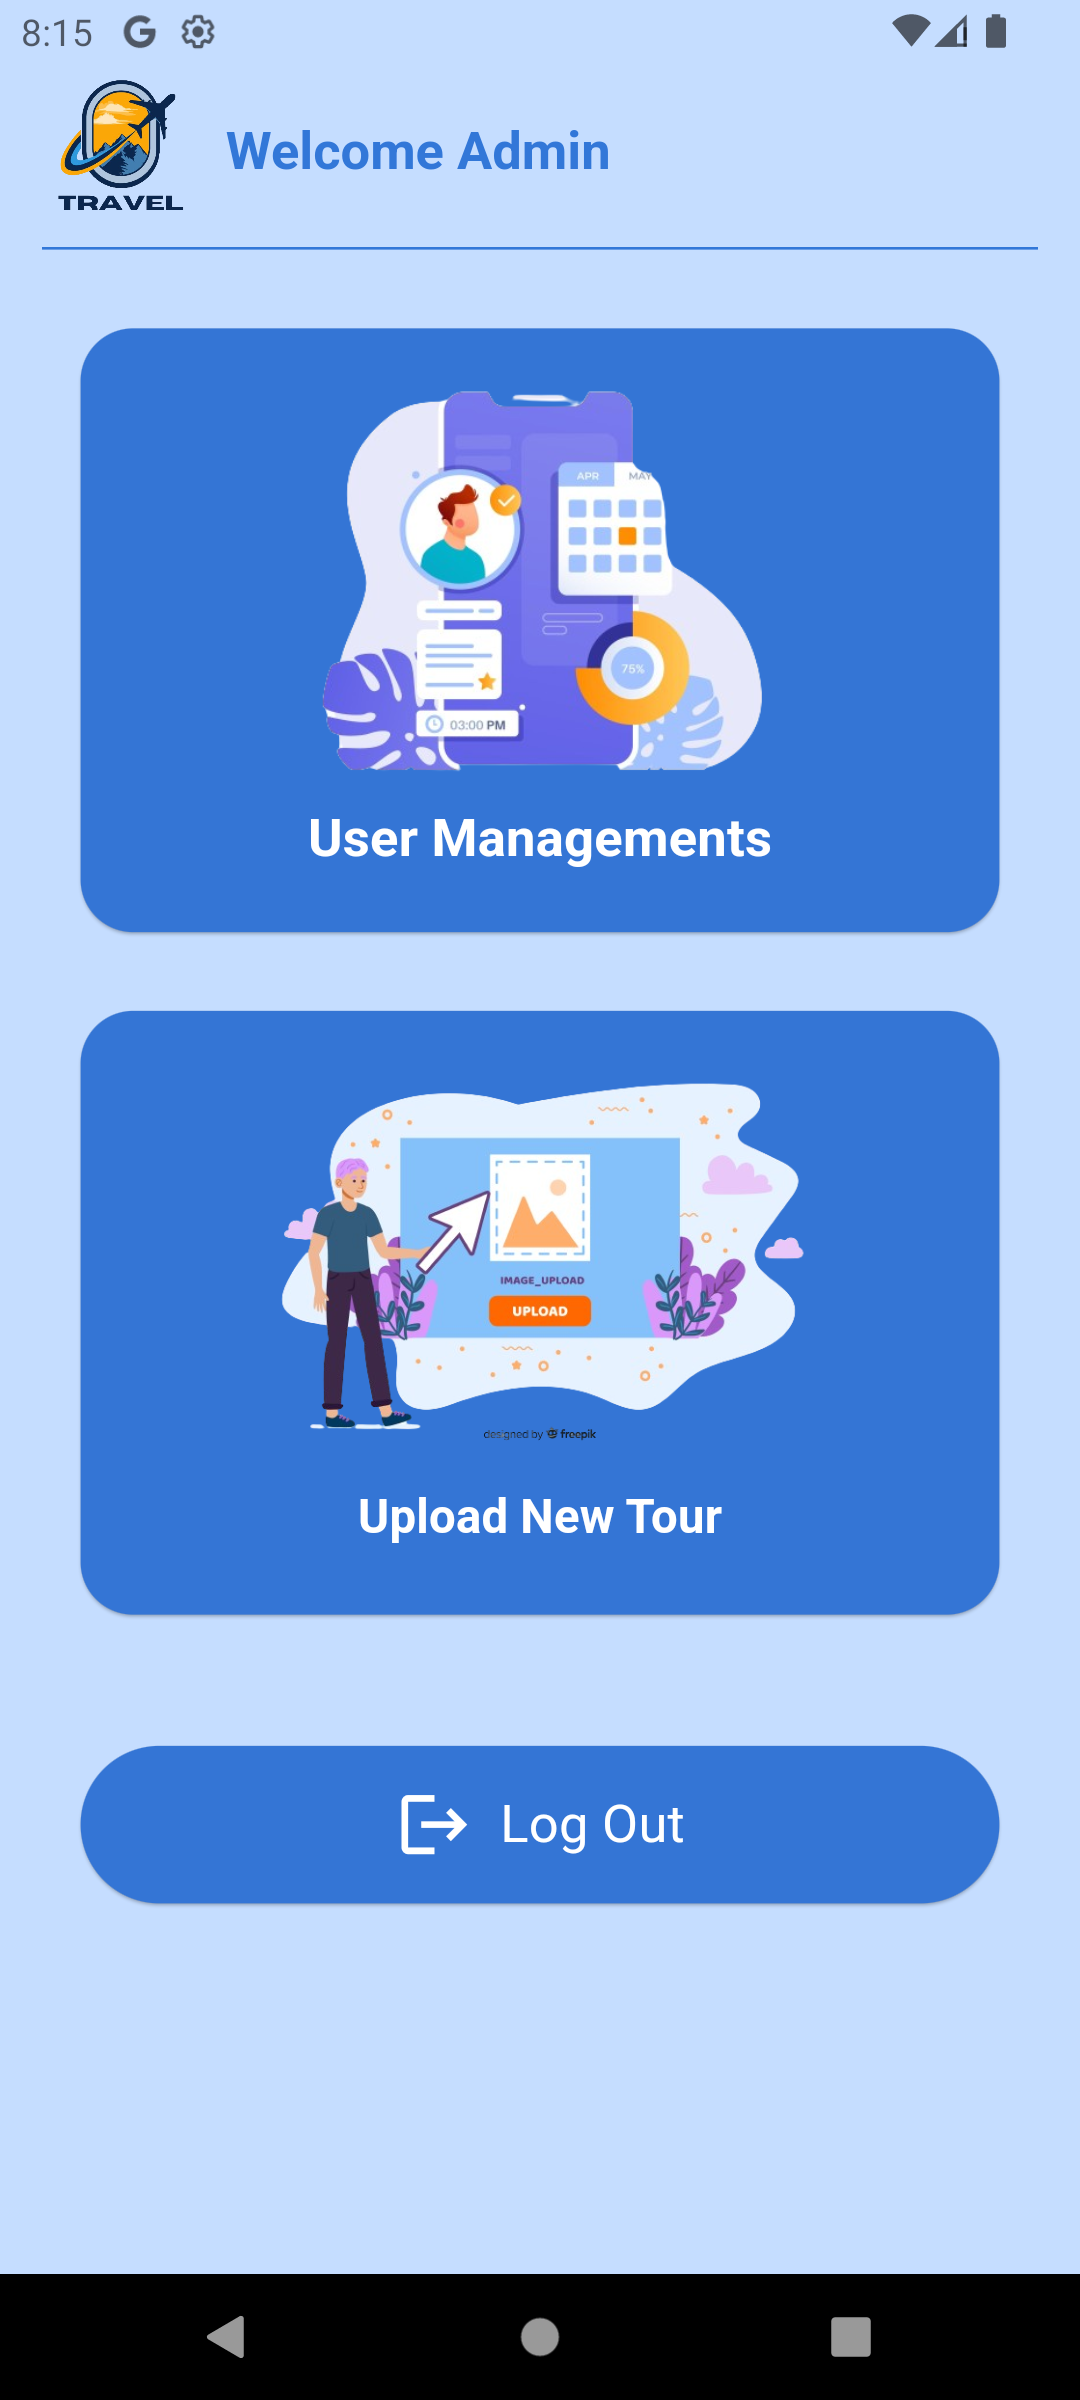 8:15
TRAVEL
Welcome Admin
APR MAY
75%
03:00 PM
User Managements
IMAGE_UPLOAD
UPLOAD
designed by freepik
Upload New Tour
Log Out